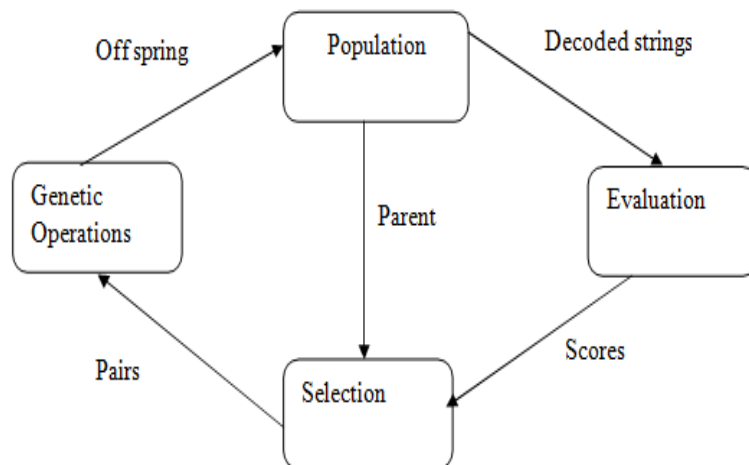 Off spring
Population
Decoded strings
Genetic
Operations
Parent
Evaluation
Pairs
Selection
Scores